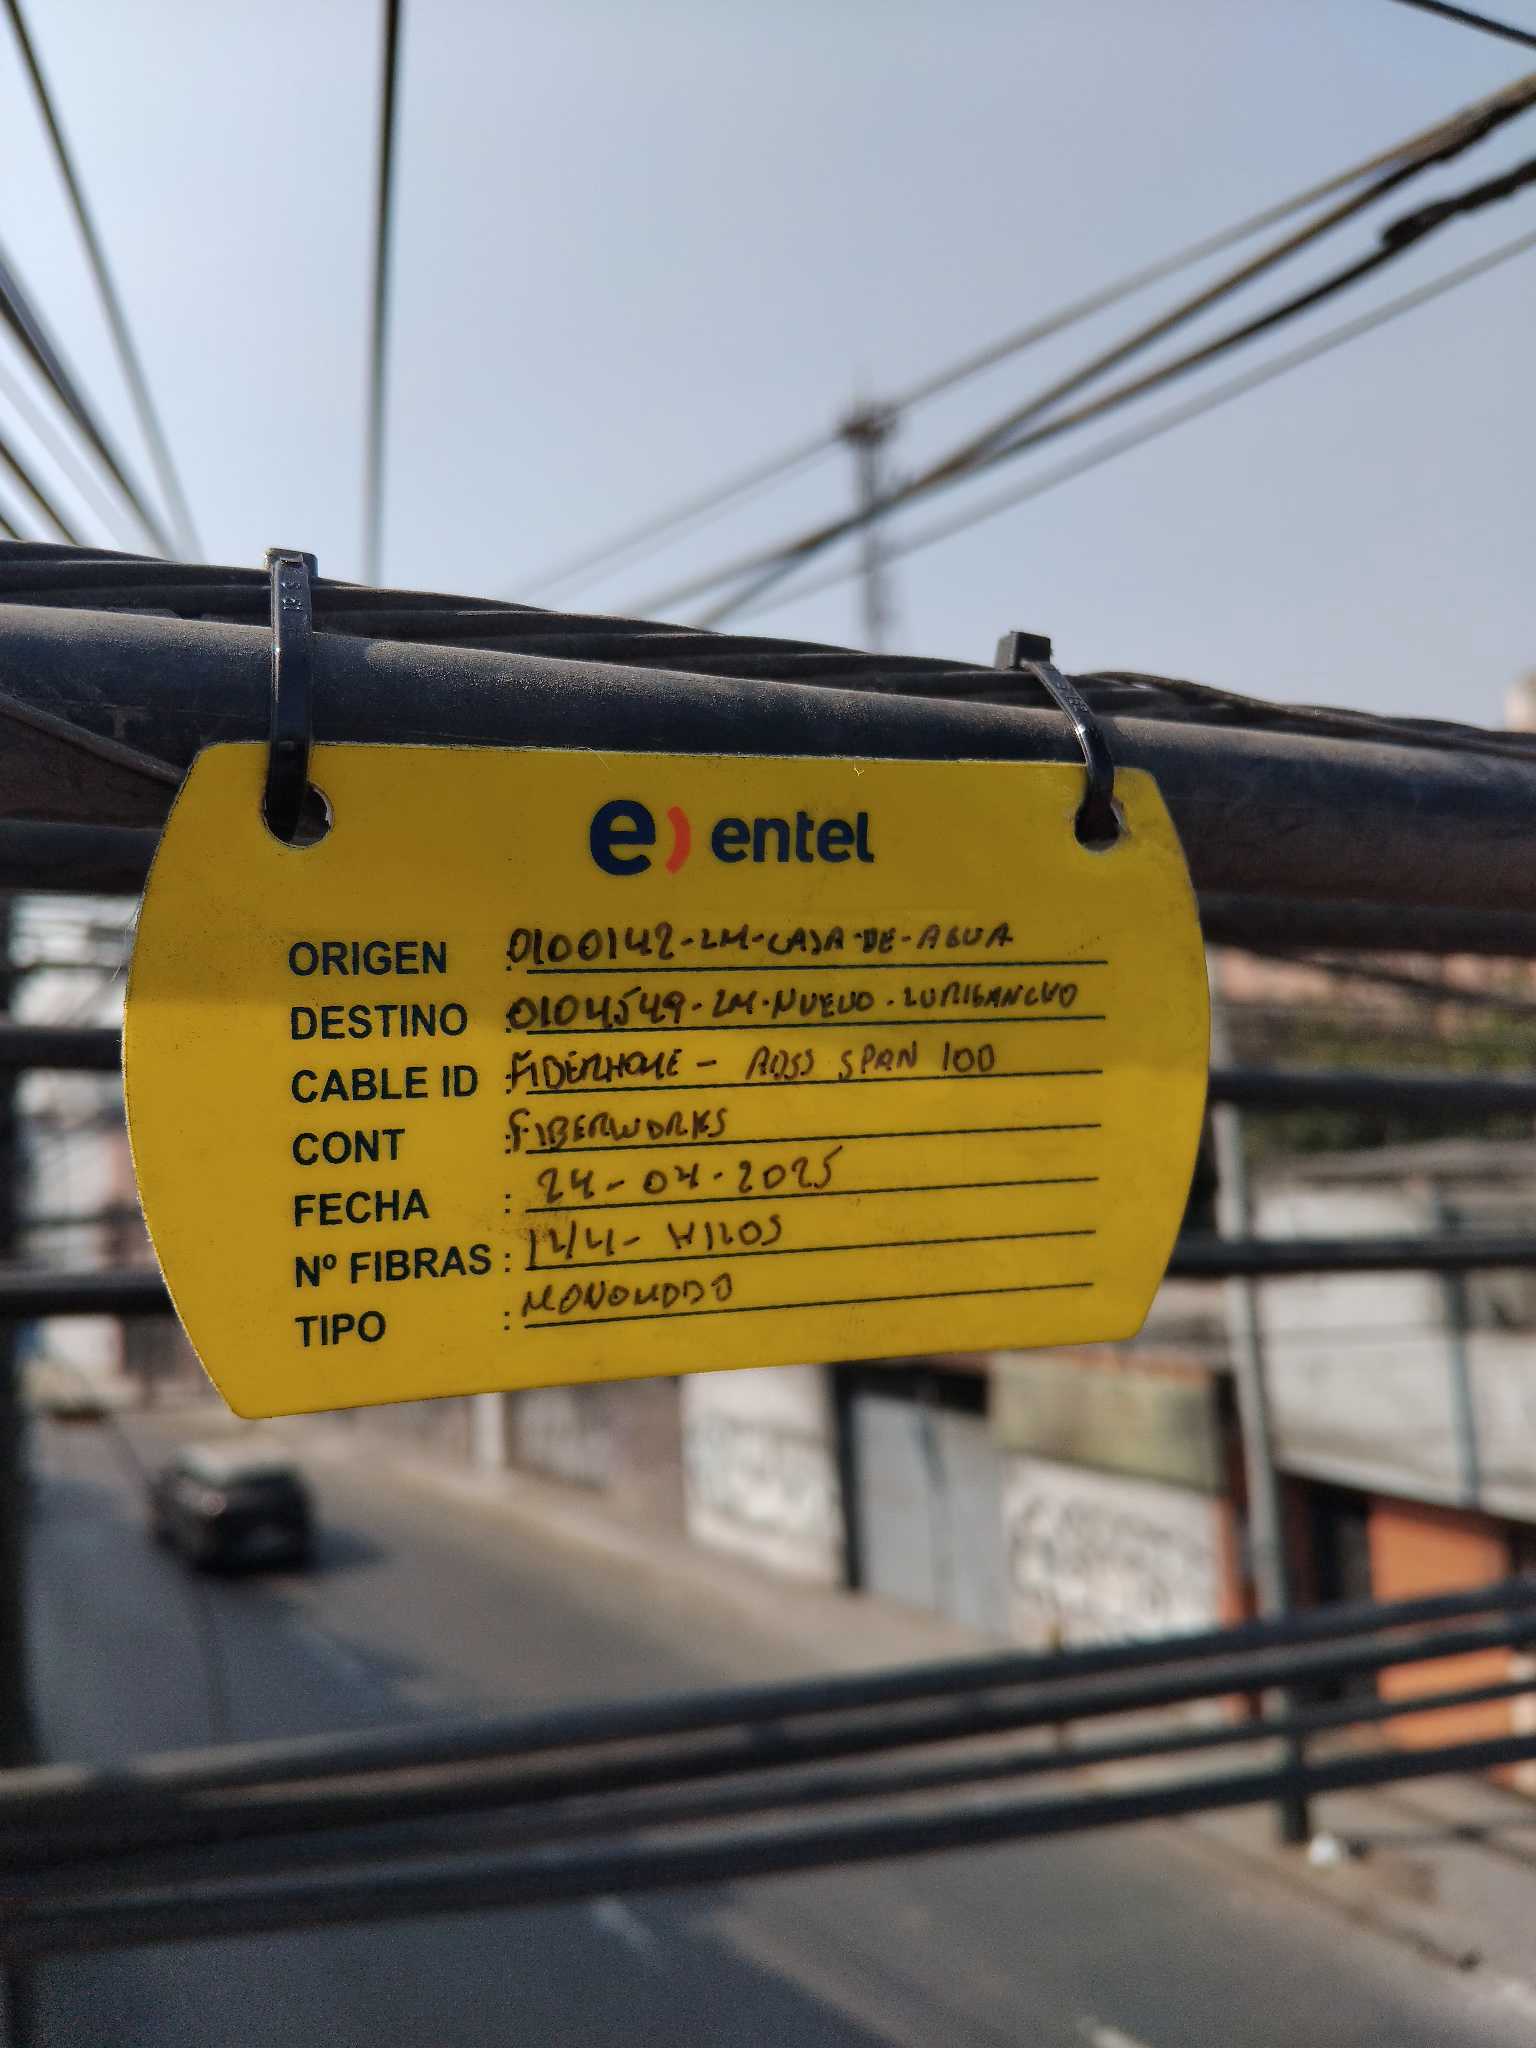 e) entel
ORIGEN : 0100142-LM-CAJA-DE-AGUA
DESTINO : 0104549-LM-NUEVO-LURIGANCHO
CABLE ID : FIBERHOME - ADSS SPAN 100
CONT : FIBERWORKS
FECHA : 24-04-2025
Nº FIBRAS : 144- HILOS
TIPO : MONOMODO